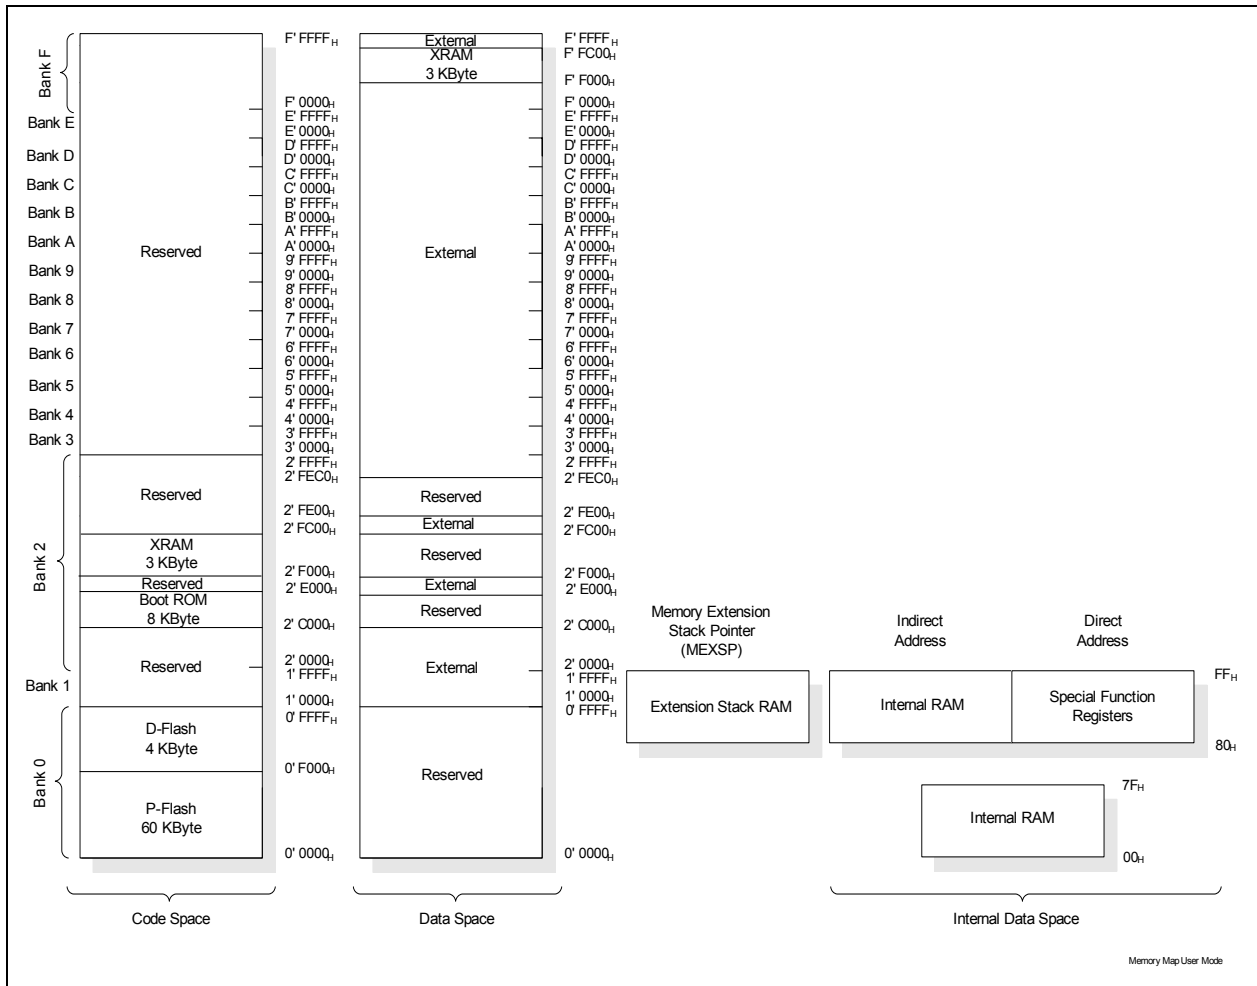 Bank F
Bank E
Bank D
Bank C
Bank B
Bank A
Bank 9
Bank 8
Bank 7
Bank 6
Bank 5
Bank 4
Bank 3
Bank 2
Bank 1
Bank 0
Reserved
Reserved
XRAM
3 KByte
Reserved
Boot ROM
8 KByte
Reserved
D-Flash
4 KByte
P-Flash
60 KByte
F' FFFFH
F' 0000H
E' FFFFH
E' 0000H
D' FFFFH
D' 0000H
C' FFFFH
C' 0000H
B' FFFFH
B' 0000H
A' FFFFH
A' 0000H
9' FFFFH
9' 0000H
8' FFFFH
8' 0000H
7' FFFFH
7' 0000H
6' FFFFH
6' 0000H
5' FFFFH
5' 0000H
4' FFFFH
4' 0000H
3' FFFFH
3' 0000H
2' FFFFH
2' FEC0H
2' FE00H
2' FC00H
2' F000H
2' E000H
2' C000H
2' 0000H
1' FFFFH
1' 0000H
0' FFFFH
0' F000H
0' 0000H
Code Space
External
XRAM
3 KByte
External
Reserved
External
Reserved
External
Reserved
External
Reserved
F' FFFFH
F' FC00H
F' F000H
F' 0000H
E' FFFFH
E' 0000H
D' FFFFH
D' 0000H
C' FFFFH
C' 0000H
B' FFFFH
B' 0000H
A' FFFFH
A' 0000H
9' FFFFH
9' 0000H
8' FFFFH
8' 0000H
7' FFFFH
7' 0000H
6' FFFFH
6' 0000H
5' FFFFH
5' 0000H
4' FFFFH
4' 0000H
3' FFFFH
3' 0000H
2' FFFFH
2' FEC0H
2' FE00H
2' FC00H
2' F000H
2' E000H
2' C000H
2' 0000H
1' FFFFH
1' 0000H
0' FFFFH
0' 0000H
Data Space
Memory Extension
Stack Pointer
(MEXSP)
Extension Stack RAM
Indirect
Address
Direct
Address
Internal RAM
Special Function
Registers
FFH
80H
7FH
Internal RAM
00H
Internal Data Space
Memory Map User Mode